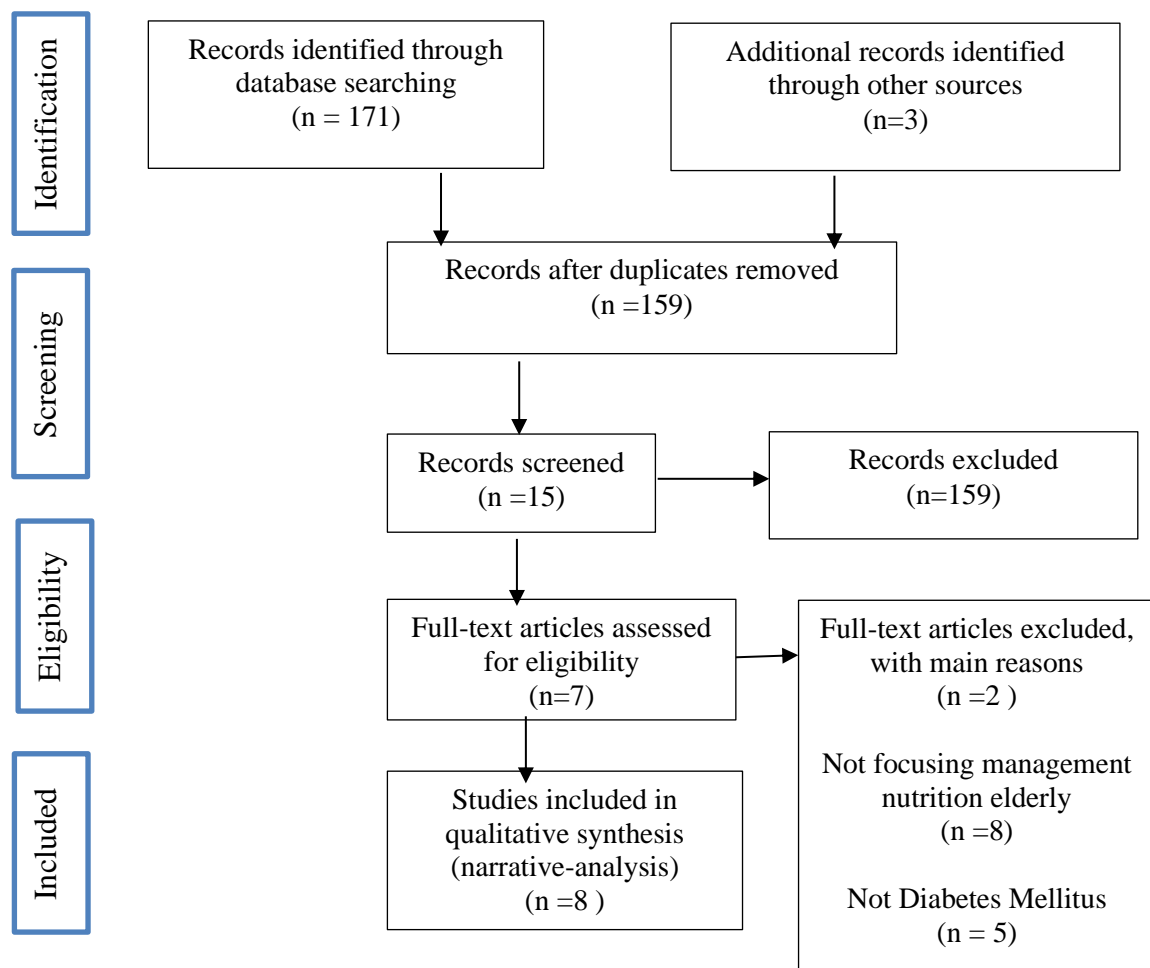 Identification
Records identified through
database searching
(n = 171)
Additional records identified
through other sources
(n=3)
Screening
Records after duplicates removed
(n =159)
Records screened
(n =15)
Records excluded
(n=159)
Eligibility
Full-text articles assessed
for eligibility
(n=7)
Full-text articles excluded,
with main reasons
(n =2 )
Not focusing management
nutrition elderly
(n =8)
Not Diabetes Mellitus
(n = 5)
Included
Studies included in
qualitative synthesis
(narrative-analysis)
(n =8 )